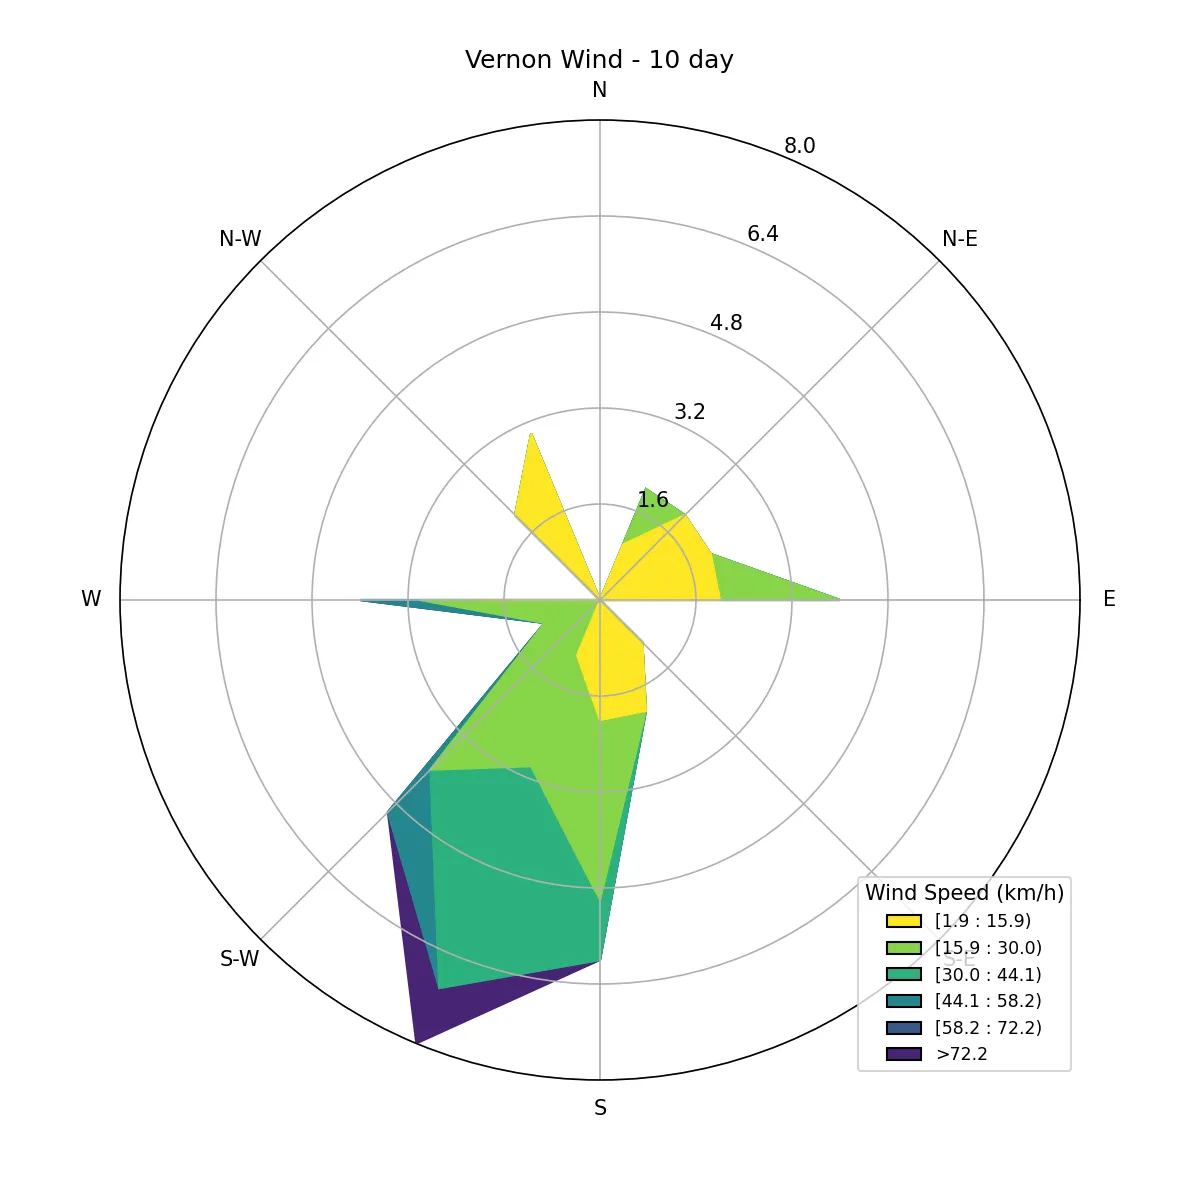 Vernon Wind - 10 day
N
8.0
N-W
6.4
N-E
4.8
3.2
1.6
W
E
Wind Speed (km/h)
[1.9 : 15.9)
[15.9 : 30.0)
[30.0 : 44.1)
[44.1 : 58.2)
[58.2 : 72.2)
>72.2
S-W
S-E
S